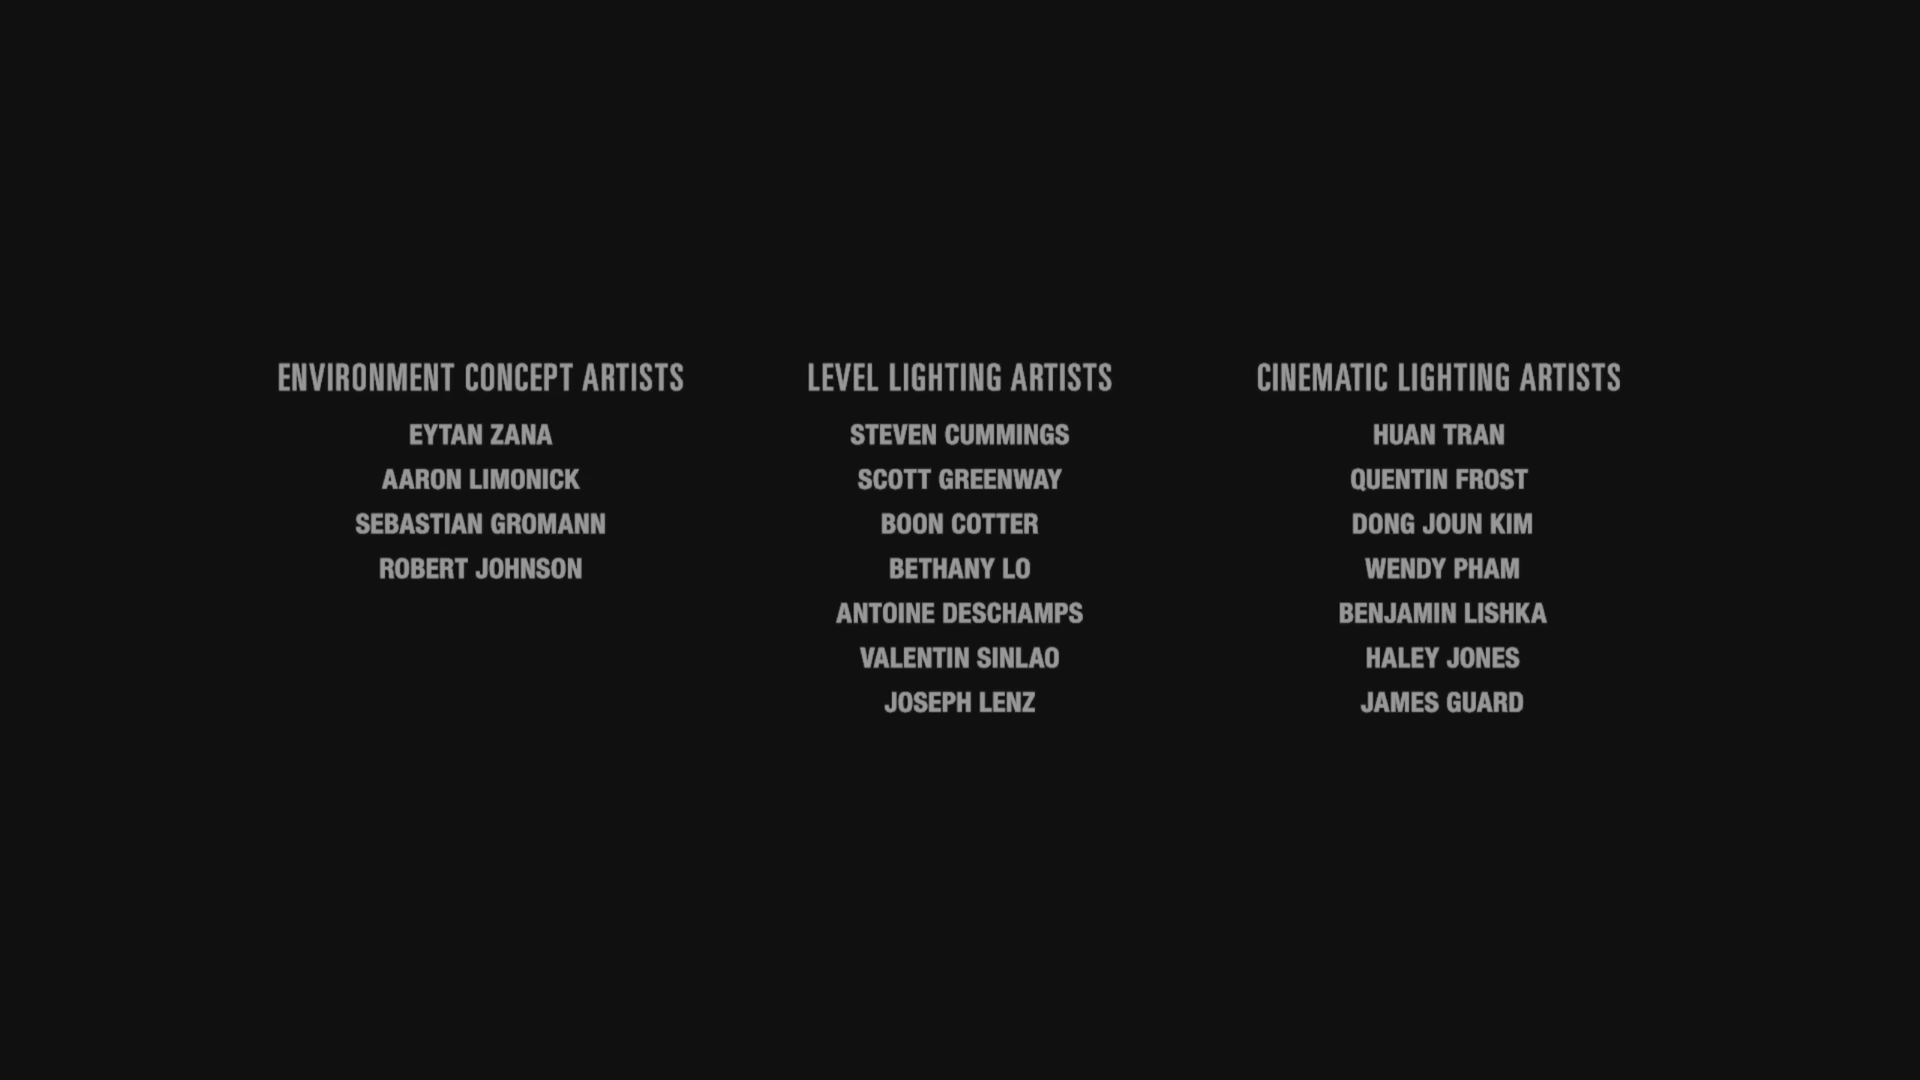 ENVIRONMENT CONCEPT ARTISTS
EYTAN ZANA
AARON LIMONICK
SEBASTIAN GROMANN
ROBERT JOHNSON
LEVEL LIGHTING ARTISTS
STEVEN CUMMINGS
SCOTT GREENWAY
BOON COTTER
BETHANY LO
ANTOINE DESCHAMPS
VALENTIN SINLAO
JOSEPH LENZ
CINEMATIC LIGHTING ARTISTS
HUAN TRAN
QUENTIN FROST
DONG JOUN KIM
WENDY PHAM
BENJAMIN LISHKA
HALEY JONES
JAMES GUARD